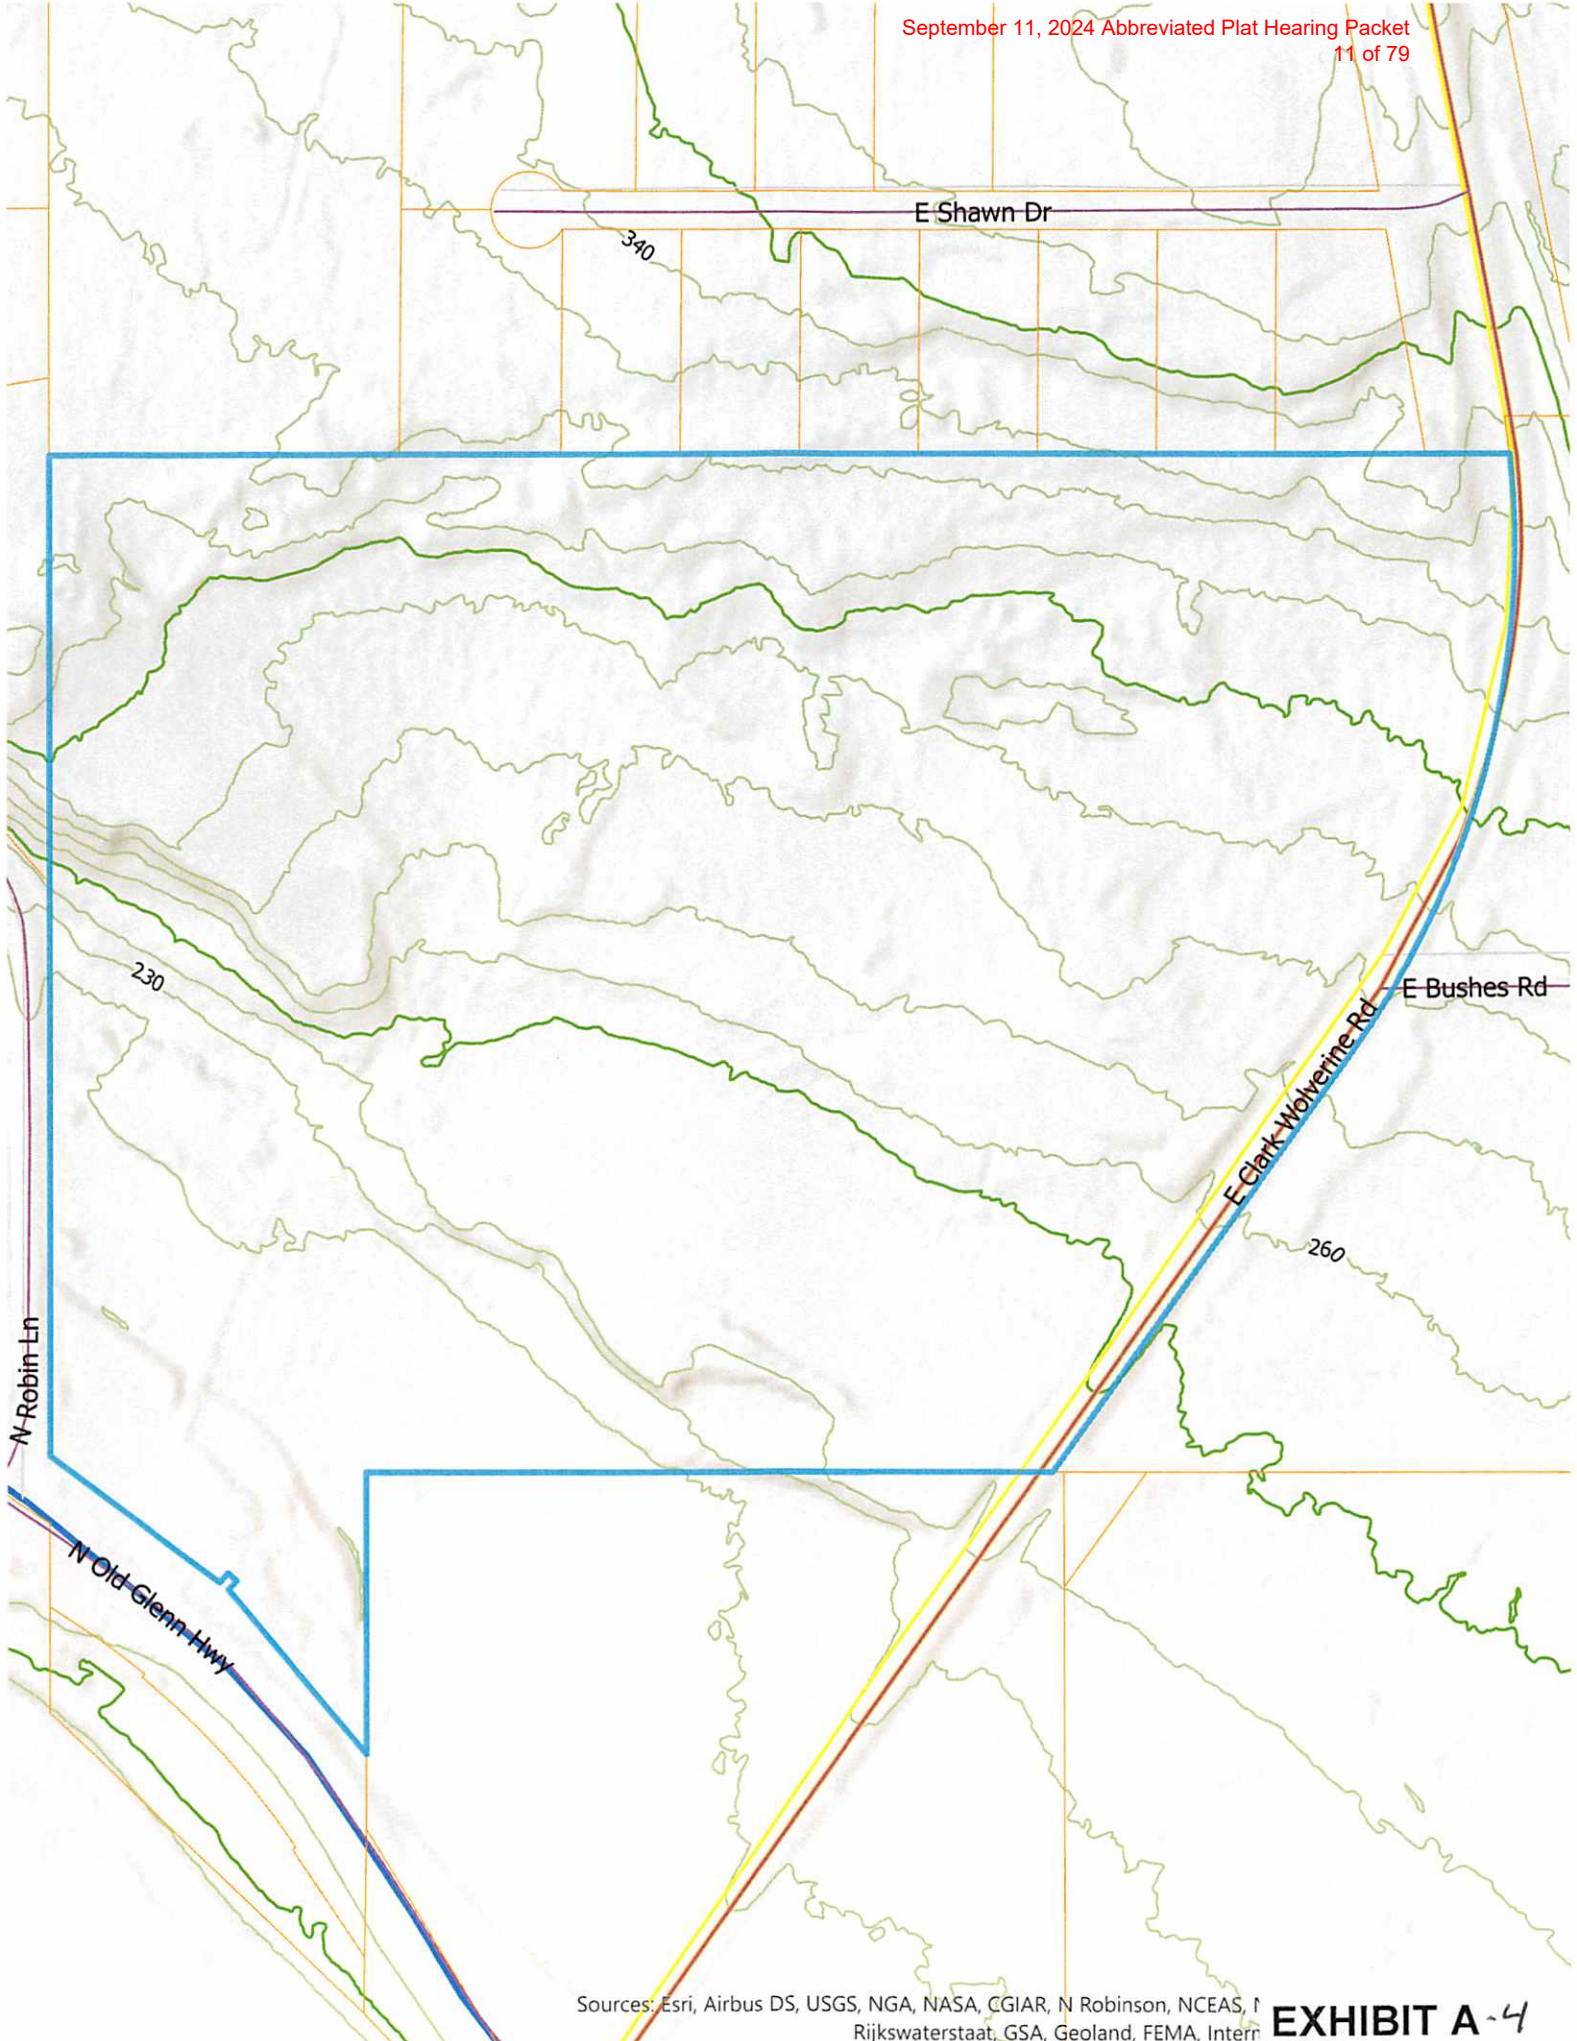 September 11, 2024 Abbreviated Plat Hearing Packet
11 of 79
E Shawn Dr
340
230
E Bushes Rd
E Clark Wolverine Rd
260
N Robin Ln
N Old Glenn Hwy
Sources: Esri, Airbus DS, USGS, NGA, NASA, CGIAR, N Robinson, NCEAS, N
Rijkswaterstaat, GSA, Geoland, FEMA, Intern
EXHIBIT A-4